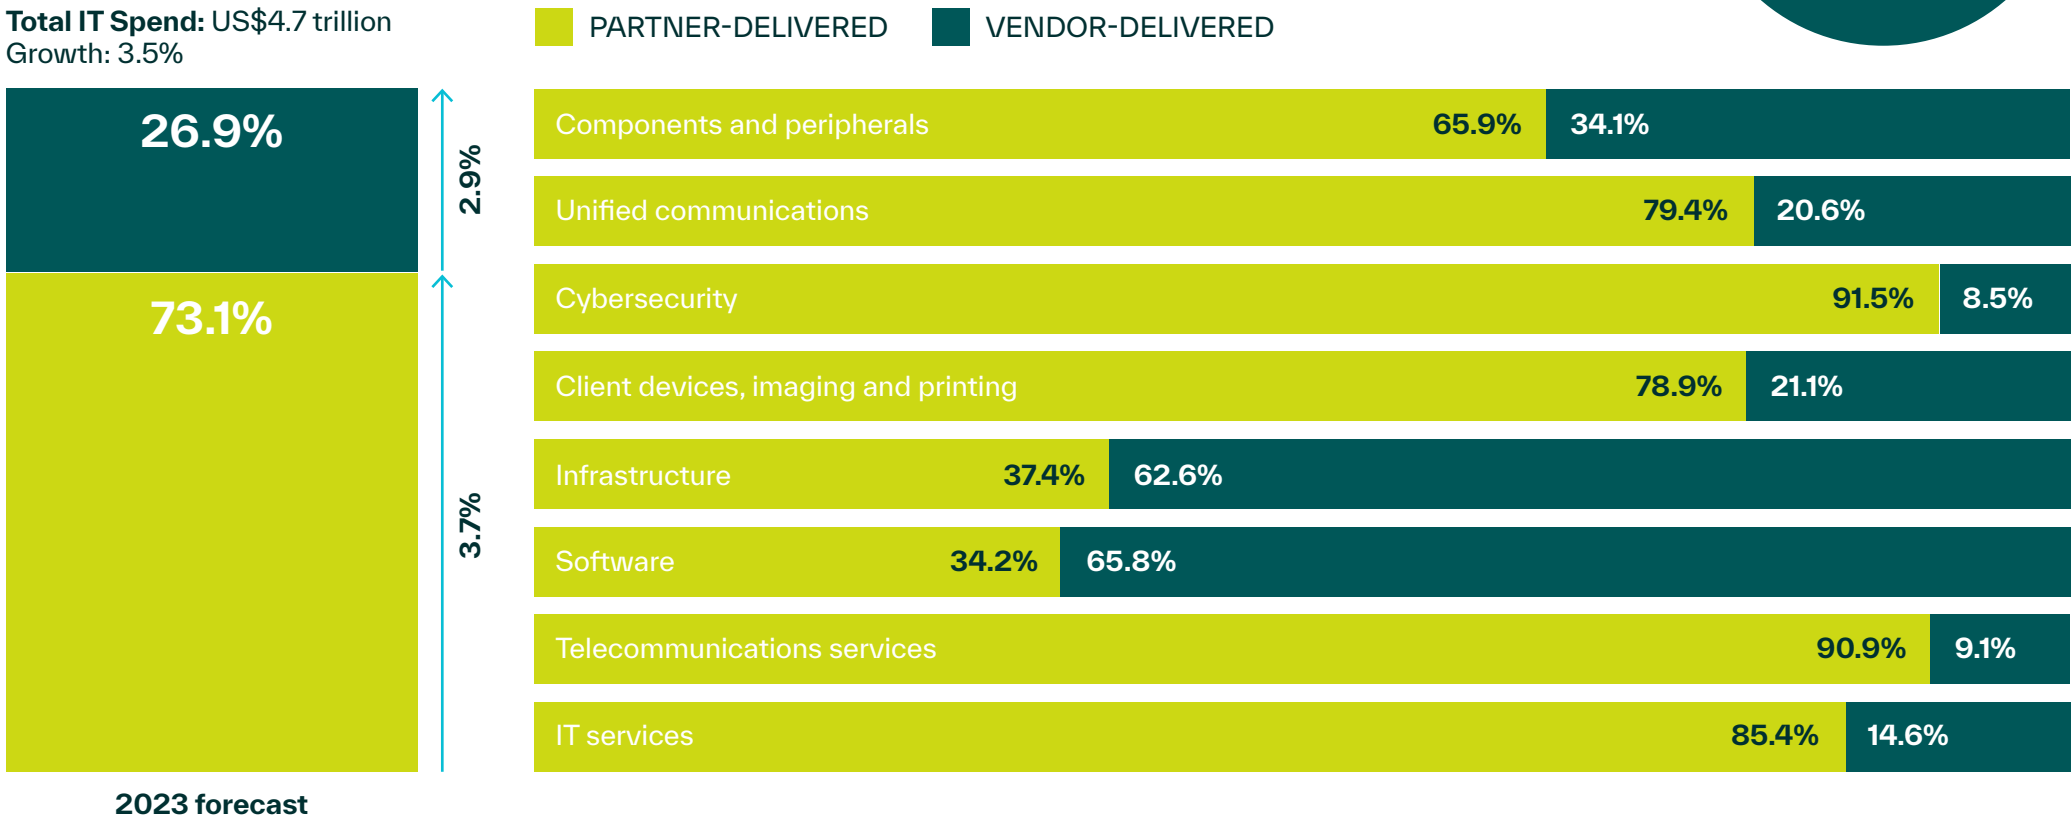 Total IT Spend: US$4.7 trillion
Growth: 3.5%
PARTNER-DELIVERED
VENDOR-DELIVERED
26.9%
2.9%
73.1%
3.7%
2023 forecast
Components and peripherals 65.9% 34.1%
Unified communications 79.4% 20.6%
Cybersecurity 91.5% 8.5%
Client devices, imaging and printing 78.9% 21.1%
Infrastructure 37.4% 62.6%
Software 34.2% 65.8%
Telecommunications services 90.9% 9.1%
IT services 85.4% 14.6%